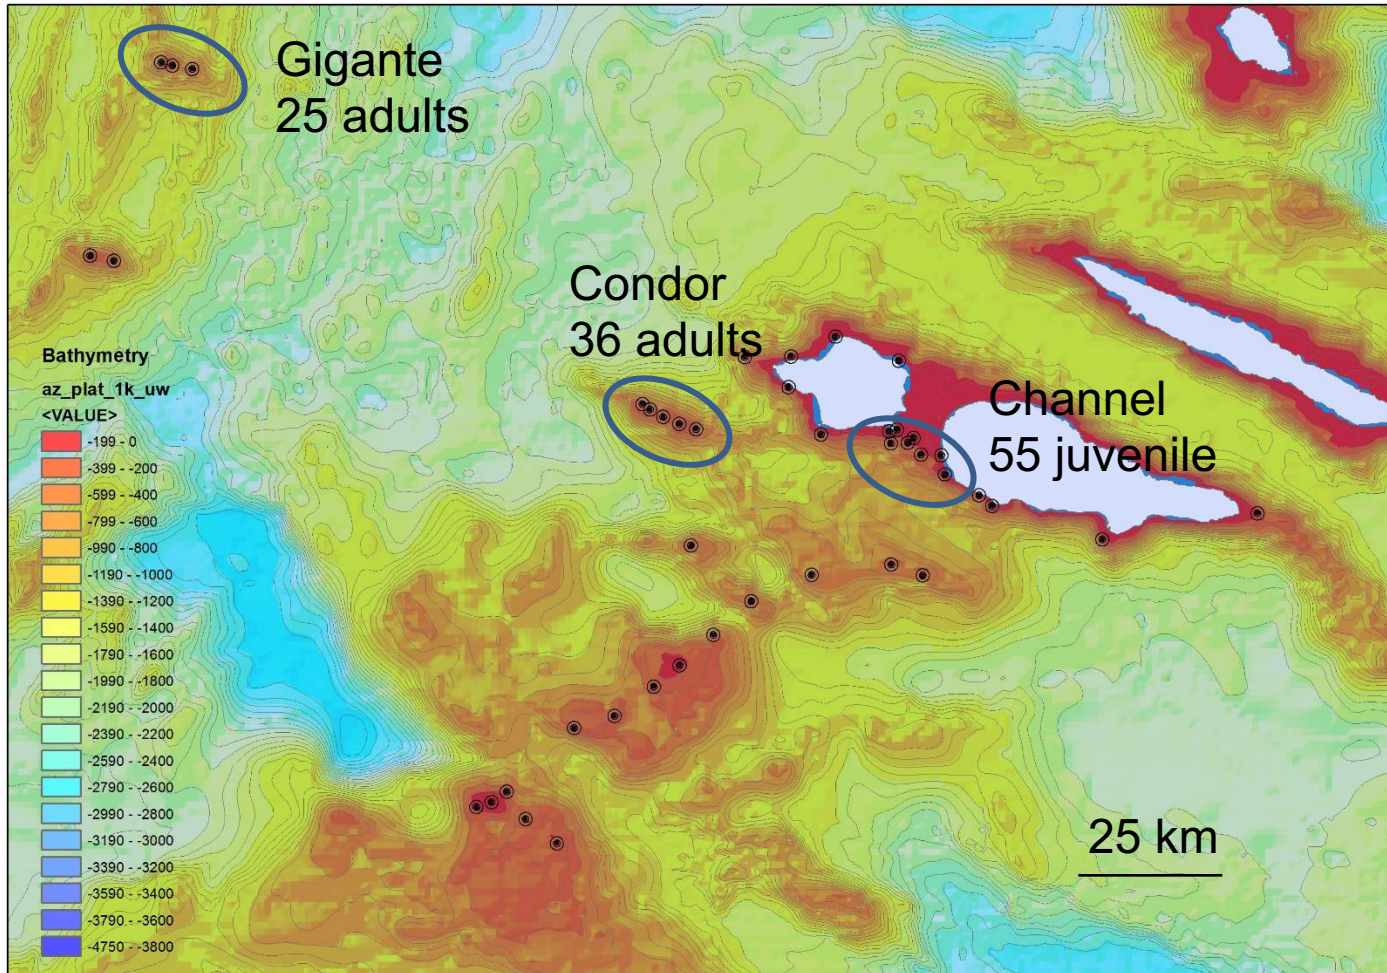 Gigante
25 adults
Condor
36 adults
Channel
55 juvenile
Bathymetry
az_plat_1k_uw
<VALUE>
-199 - 0
-399 - -200
-599 - -400
-799 - -600
-990 - -800
-1190 - -1000
-1390 - -1200
-1590 - -1400
-1790 - -1600
-1990 - -1800
-2190 - -2000
-2390 - -2200
-2590 - -2400
-2790 - -2600
-2990 - -2800
-3190 - -3000
-3390 - -3200
-3590 - -3400
-3790 - -3600
-4750 - -3800
25 km